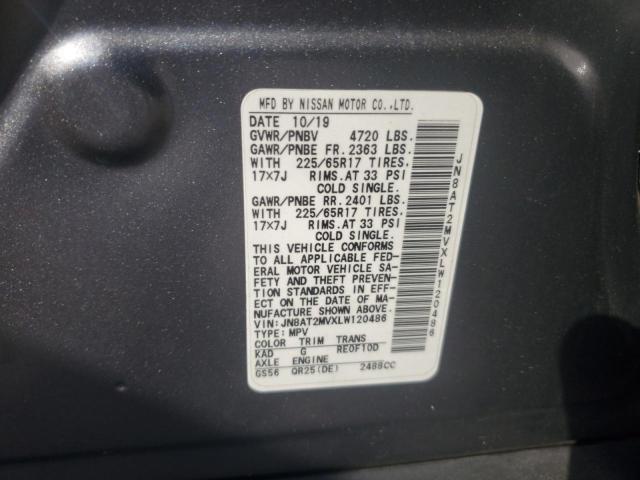 MFD BY NISSAN MOTOR CO.,LTD.
DATE 10/19
GVWR/PNBV 4720 LBS.
GAWR/PNBE FR. 2363 LBS.
WITH 225/65R17 TIRES.
17×7J RIMS. AT 33 PSI
COLD SINGLE.
GAWR/PNBE RR. 2401 LBS.
WITH 225/65R17 TIRES.
17×7J RIMS. AT 33 PSI
COLD SINGLE.
THIS VEHICLE CONFORMS
TO ALL APPLICABLE FED-
ERAL MOTOR VEHICLE SA-
FETY AND THEFT PREVEN-
TION STANDARDS IN EFF-
ECT ON THE DATE OF MA-
NUFACTURE SHOWN ABOVE.
VIN:JN8AT2MVXLW120486
TYPE: MPV
COLOR TRIM TRANS
KAD G RE0F10D
AXLE ENGINE
GS56 QR25(DE) 2488CC
JN8AT2MVXLW120486